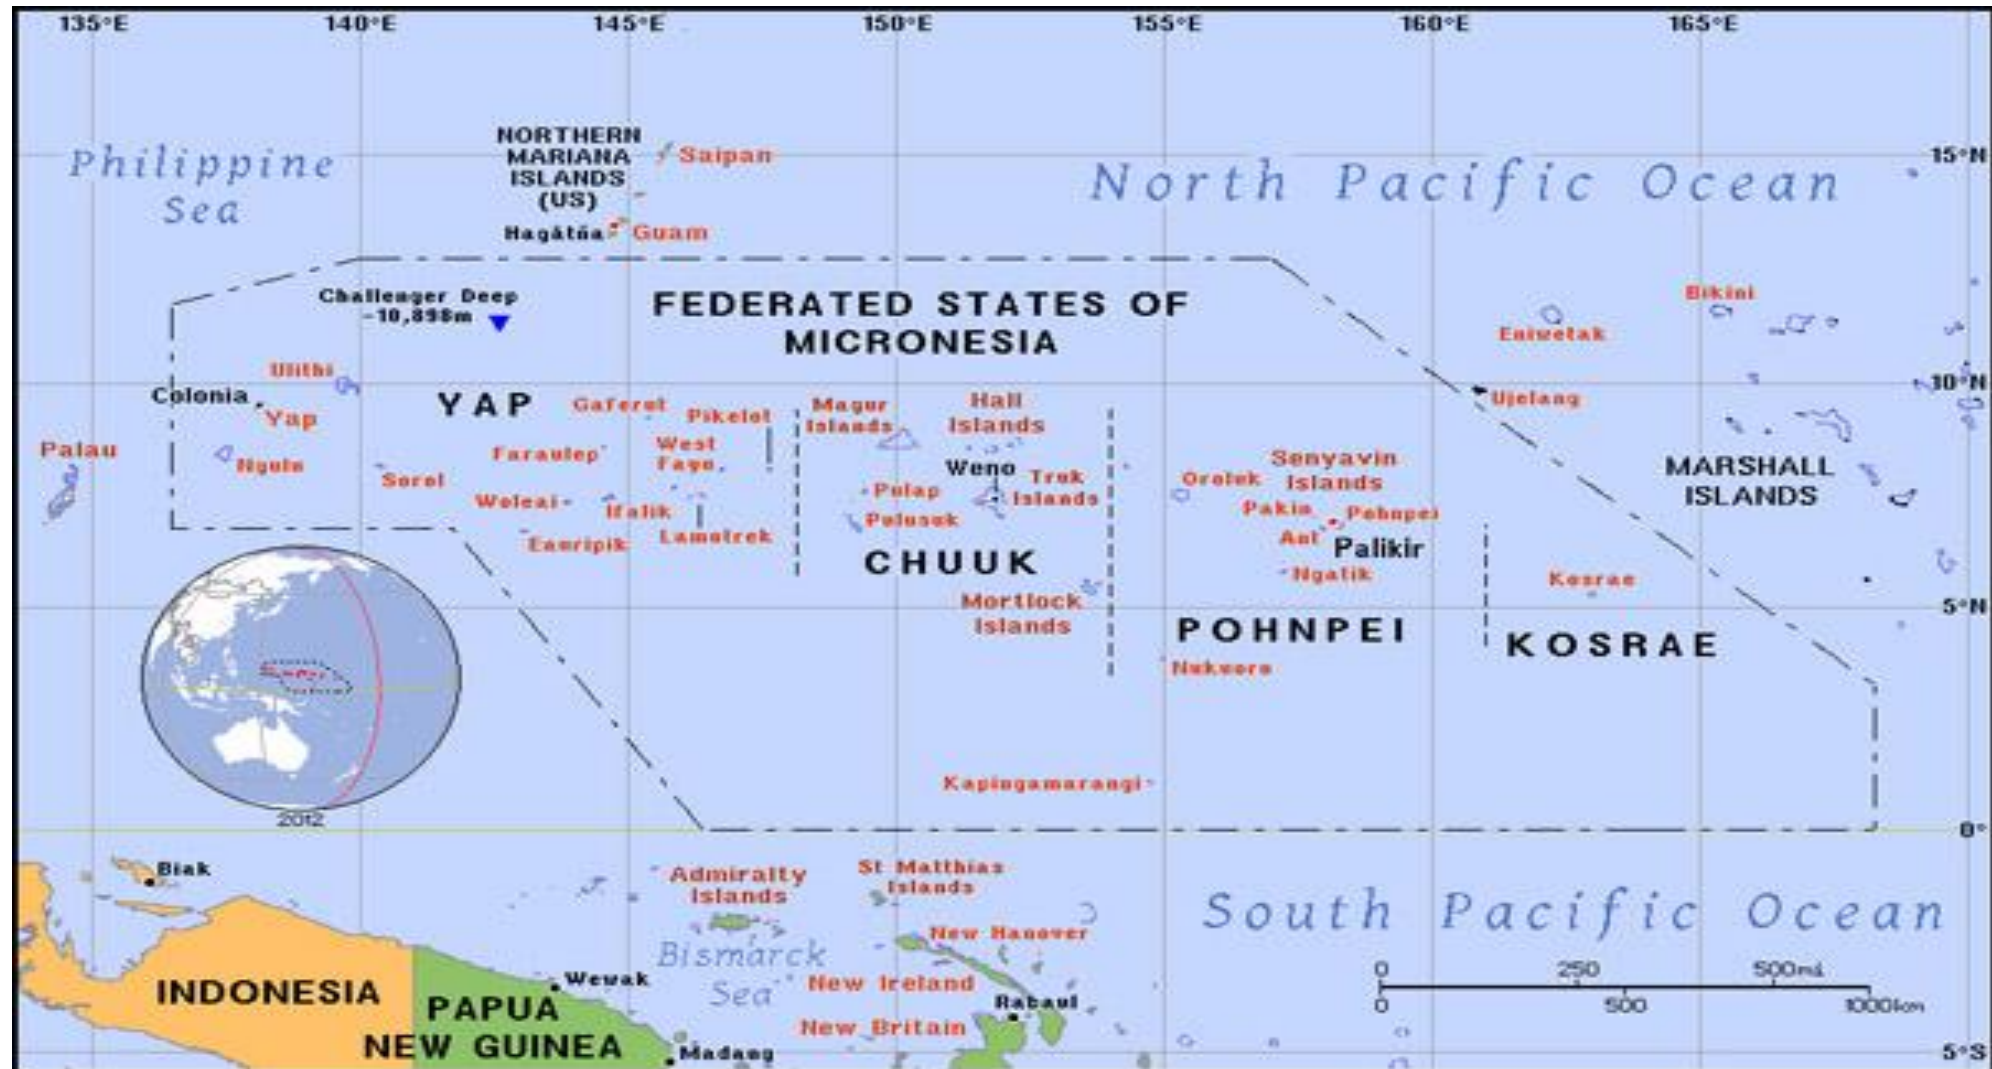 135°E 140°E 145°E 150°E 155°E 160°E 165°E
NORTHERN
MARIANA
ISLANDS
(US)
Saipan
15°N
Philippine
Sea
North Pacific Ocean
Hagåtña
Guam
Challenger Deep
-10,898m
FEDERATED STATES OF
MICRONESIA
Bikini
Eniwetak
Ulithi
10°N
Colonia
Yap
YAP
Gaferut
Pikelot
Magur
Islands
Hall
Islands
Ujelang
Palau
Ngulu
Sorol
Faraulep
West
Fayu
Weno
Truk
Islands
Orolek
Senyavin
Islands
MARSHALL
ISLANDS
Woleai
Ifalik
Lamotrek
Eauripik
Pulap
Pulusuk
Pakin
Pohnpei
Ant
Palikir
Ngatik
CHUUK
Kosrae
Mortlock
Islands
5°N
POHNPEI
KOSRAE
Nukuoro
Kapingamarangi
2012
0°
Biak
Admiralty
Islands
St Matthias
Islands
South Pacific Ocean
New Hanover
Bismarck
Sea
Wewak
New Ireland
INDONESIA
PAPUA
NEW GUINEA
Rabaul
New Britain
Madang
0 250 500mi
0 500 1000km
5°S